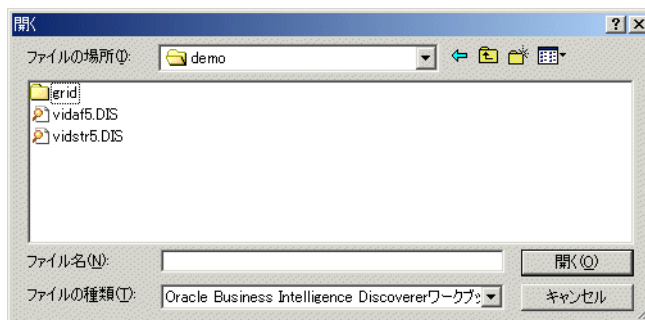 開く
ファイルの場所(I):
demo
grid
vidaf5.DIS
vidstr5.DIS
ファイル名(N):
開く(O)
ファイルの種類(T):
Oracle Business Intelligence Discovererワークブッ
キャンセル